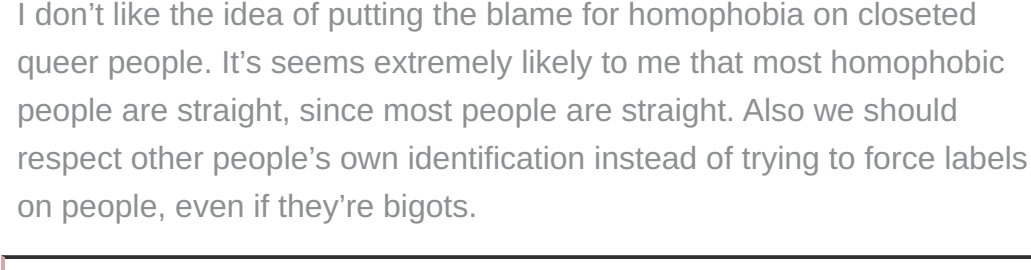 I don’t like the idea of putting the blame for homophobia on closeted
queer people. It’s seems extremely likely to me that most homophobic
people are straight, since most people are straight. Also we should
respect other people’s own identification instead of trying to force labels
on people, even if they’re bigots.